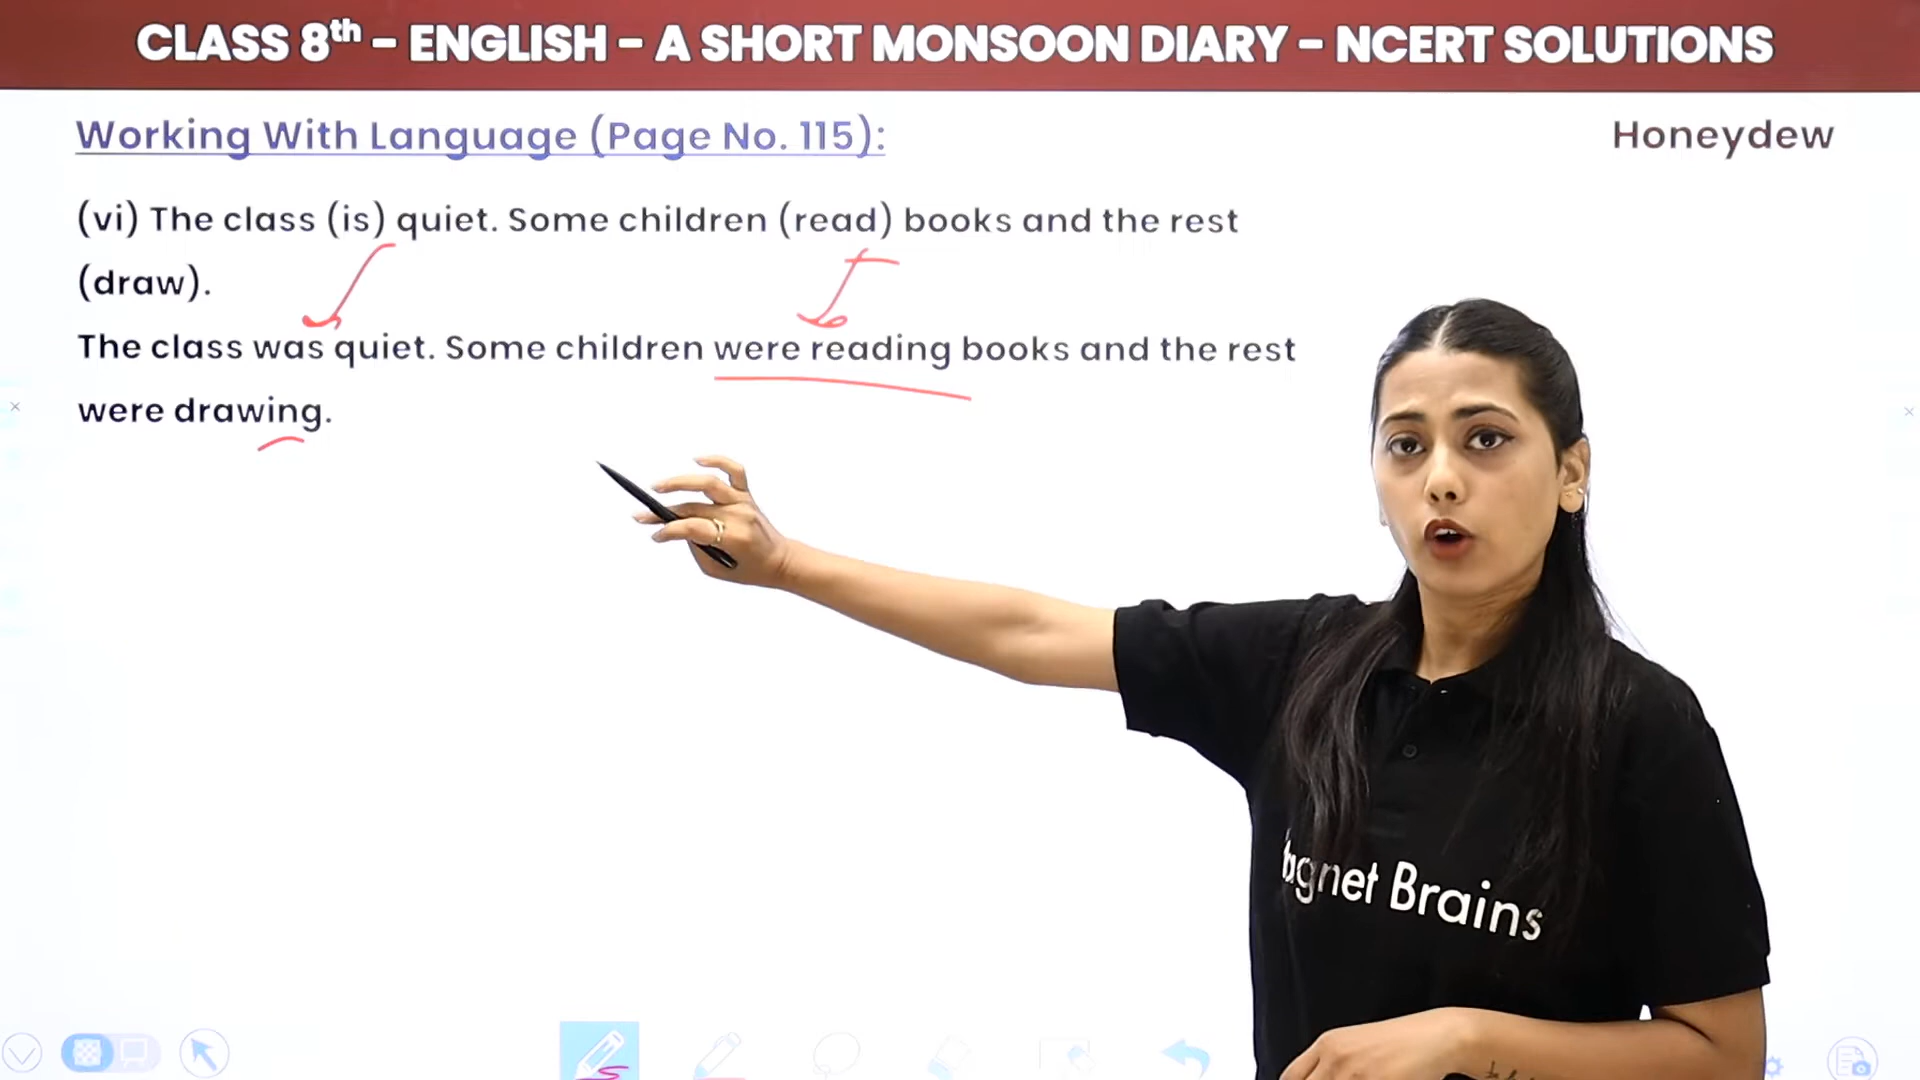 CLASS 8th - ENGLISH - A SHORT MONSOON DIARY - NCERT SOLUTIONS
Working With Language (Page No. 115):
Honeydew
(vi) The class (is) quiet. Some children (read) books and the rest
(draw).
The class was quiet. Some children were reading books and the rest
were drawing.
agnet Brains